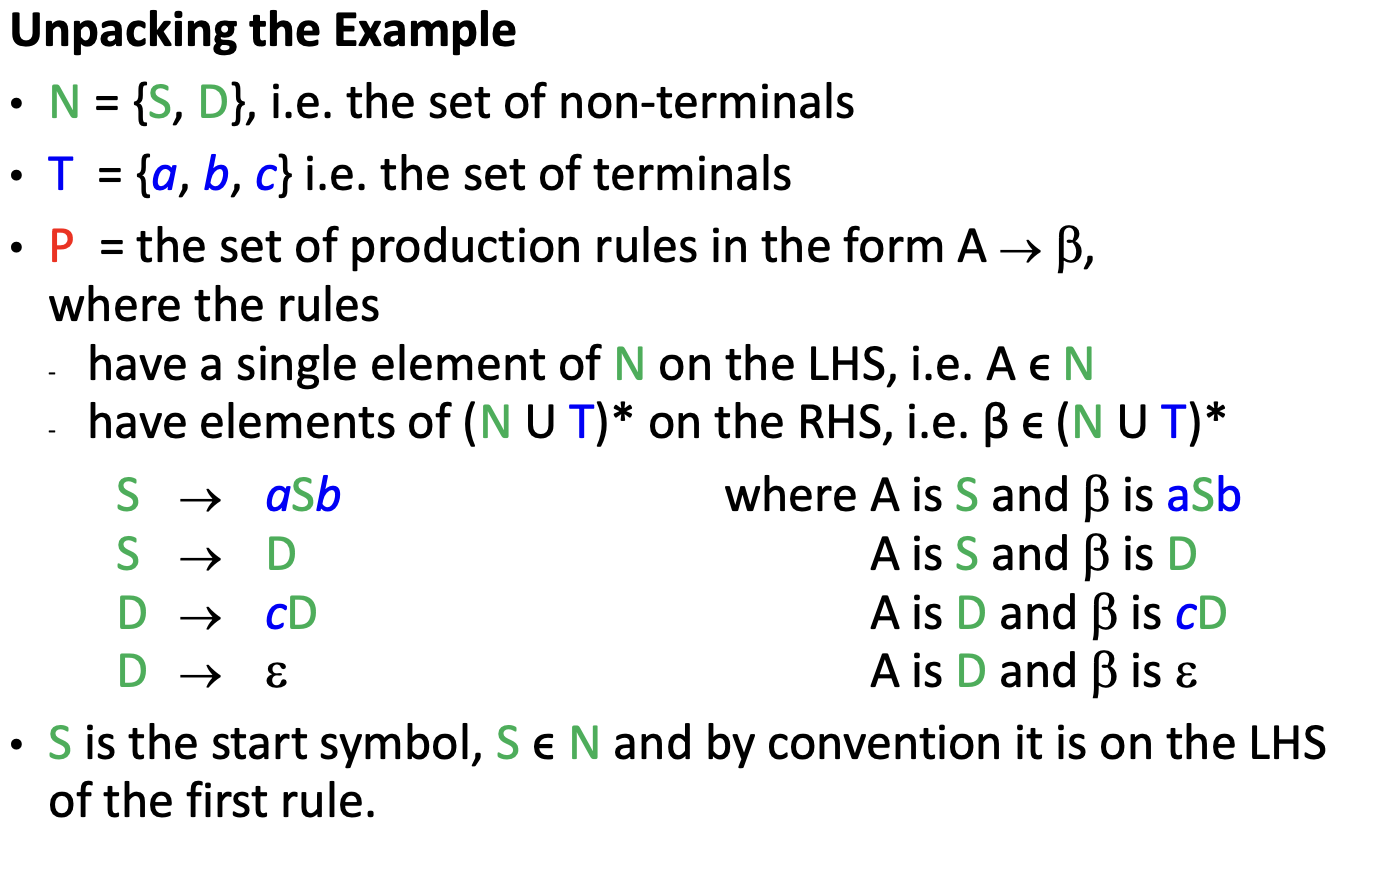 Unpacking the Example
• N = {S, D}, i.e. the set of non-terminals
• T = {a, b, c} i.e. the set of terminals
• P = the set of production rules in the form A → β,
where the rules
- have a single element of N on the LHS, i.e. A ϵ N
- have elements of (N U T)* on the RHS, i.e. β ϵ (N U T)*
S → aSb where A is S and β is aSb
S → D A is S and β is D
D → cD A is D and β is cD
D → ε A is D and β is ε
• S is the start symbol, S ϵ N and by convention it is on the LHS
of the first rule.